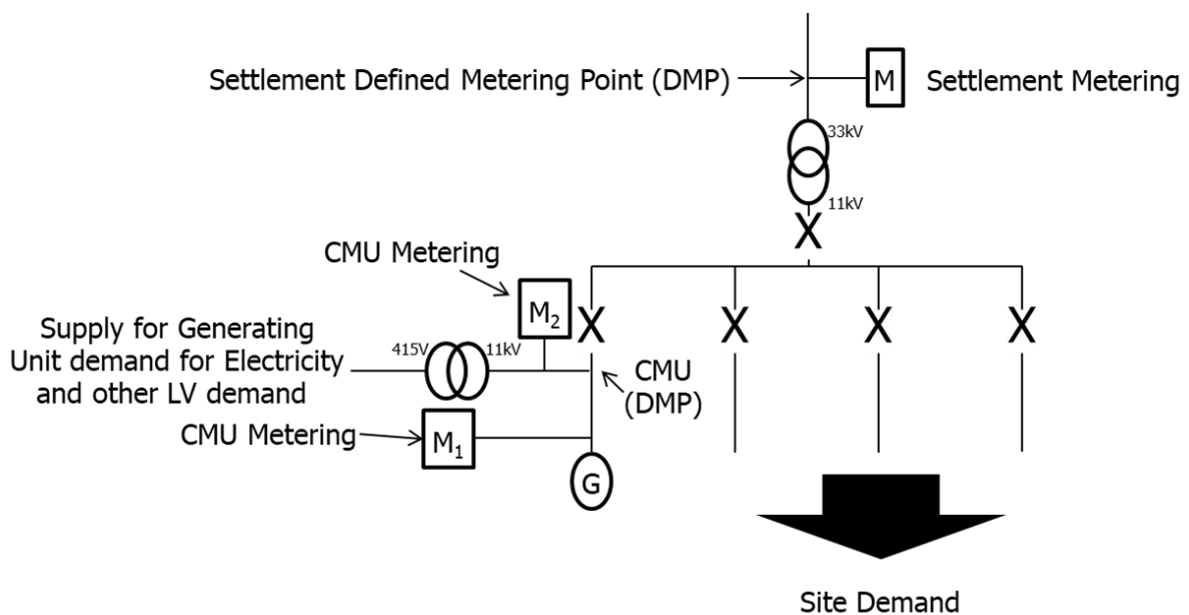 Settlement Defined Metering Point (DMP)
M
Settlement Metering
33kV
11kV
X
CMU Metering
M₂
X
X
X
X
Supply for Generating
Unit demand for Electricity
and other LV demand
415V
11kV
CMU
(DMP)
CMU Metering
M₁
G
Site Demand